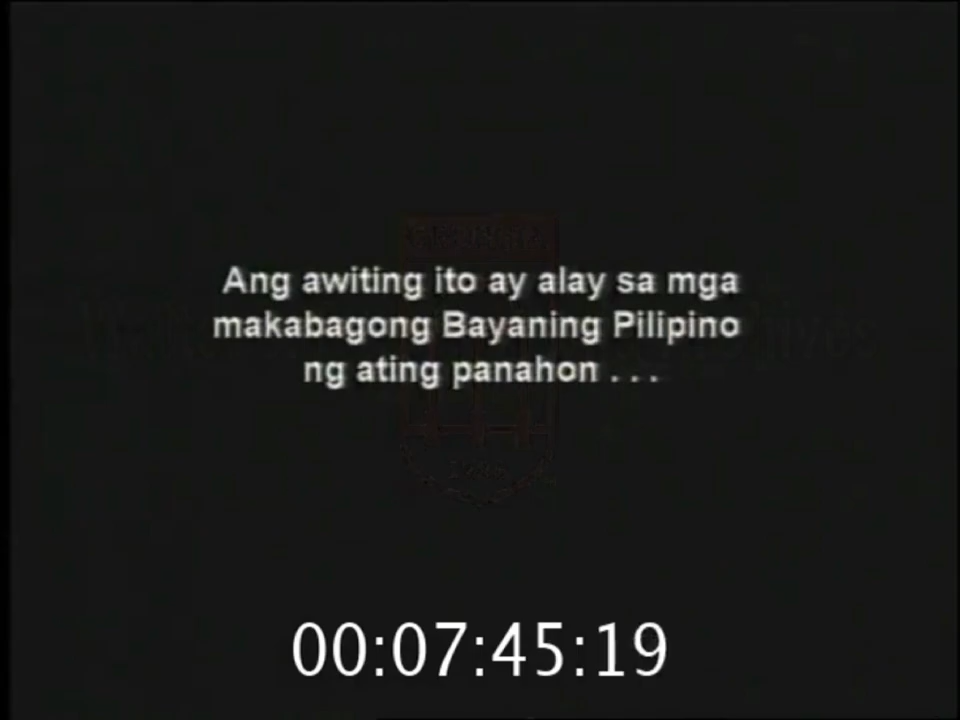 Ang awiting ito ay alay sa mga
makabagong Bayaning Pilipino
ng ating panahon . . .
00:07:45:19